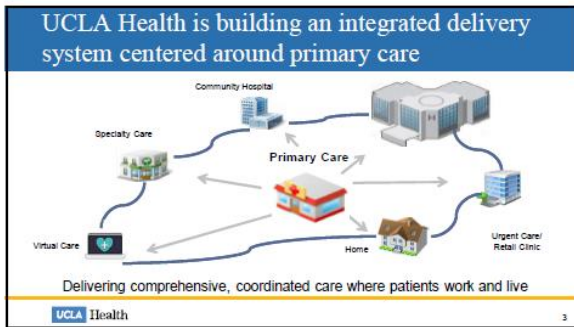 UCLA Health is building an integrated delivery
system centered around primary care
Community Hospital
Specialty Care
Primary Care
Virtual Care
Home
Urgent Care/
Retail Clinic
Delivering comprehensive, coordinated care where patients work and live
UCLA Health
3